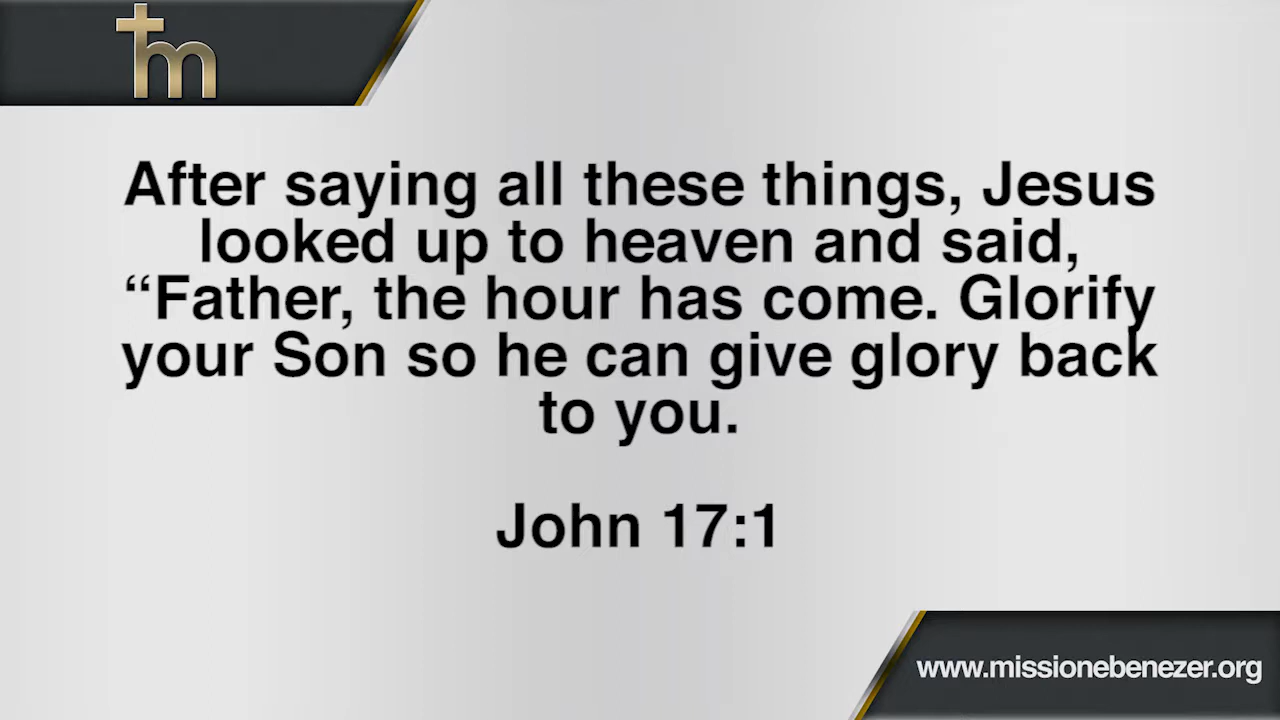 m
After saying all these things, Jesus
looked up to heaven and said,
“Father, the hour has come. Glorify
your Son so he can give glory back
to you.
John 17:1
www.missionebenezer.org